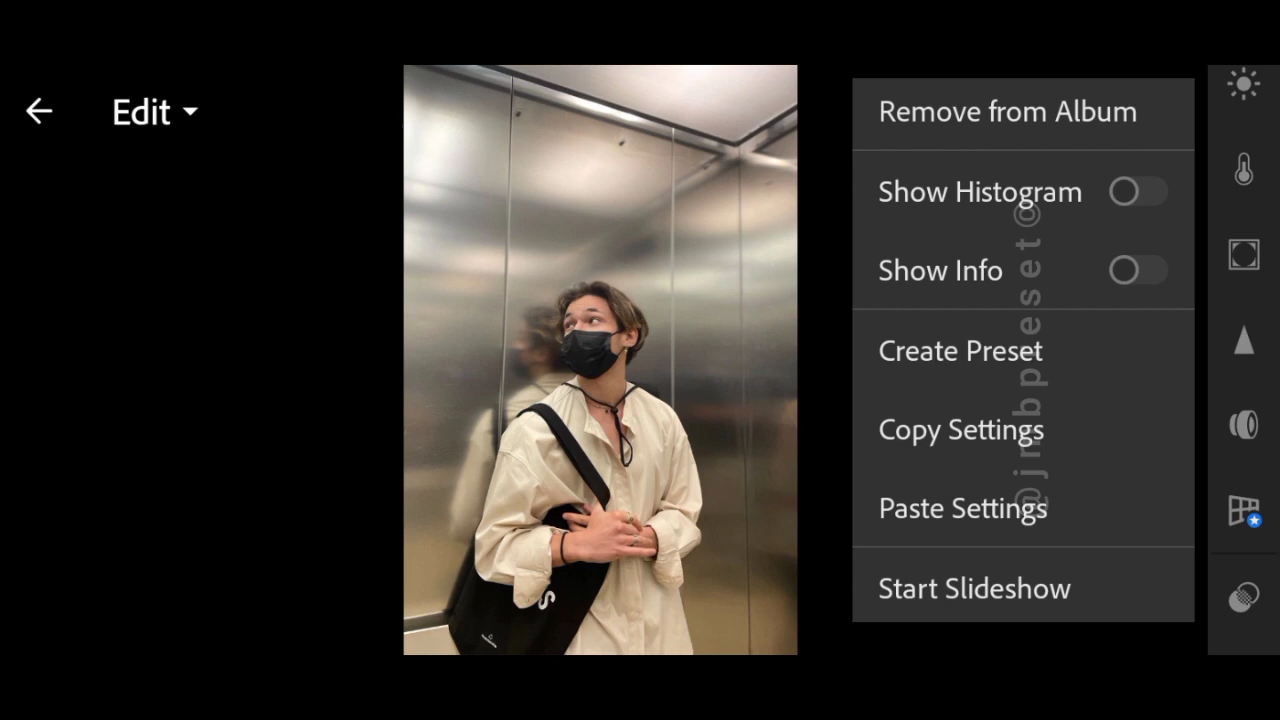 Edit
Remove from Album
Show Histogram
Show Info
Create Preset
Copy Settings
Paste Settings
Start Slideshow
S